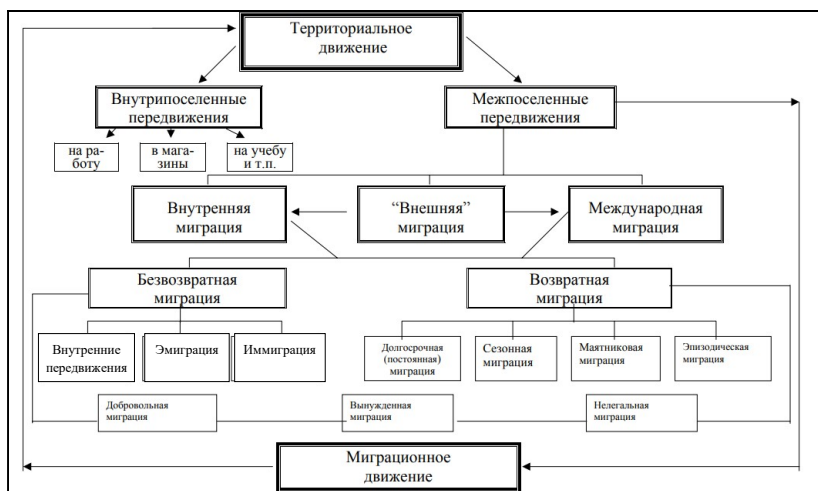 Территориальное
движение
Внутрипоселенные
передвижения
Межпоселенные
передвижения
на ра-
боту
в мага-
зины
на учебу
и т.п.
Внутренняя
миграция
“Внешняя”
миграция
Международная
миграция
Безвозвратная
миграция
Возвратная
миграция
Внутренние
передвижения
Эмиграция
Иммиграция
Долгосрочная
(постоянная)
миграция
Сезонная
миграция
Маятниковая
миграция
Эпизодическая
миграция
Добровольная
миграция
Вынужденная
миграция
Нелегальная
миграция
Миграционное
движение